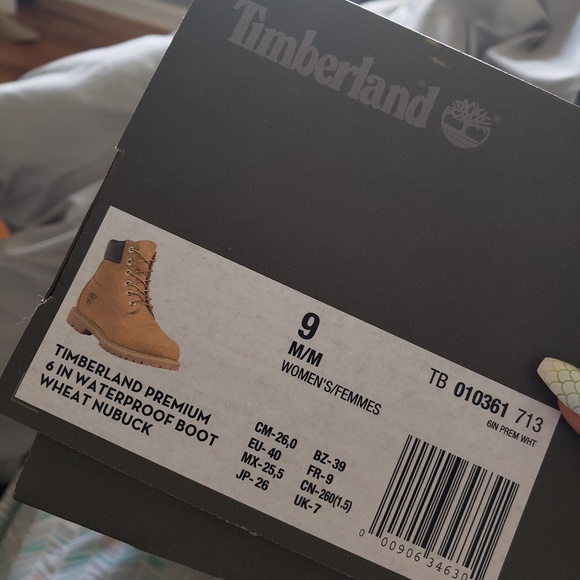 Timberland®
9
M/M
WOMEN'S/FEMMES
TB 010361 713
6IN PREM WHT
TIMBERLAND PREMIUM
6 IN WATERPROOF BOOT
WHEAT NUBUCK
CM-26,0 BZ-39
EU-40 FR-9
MX-25,5 CN-260(1.5)
JP-26 UK-7
0 00906 34630